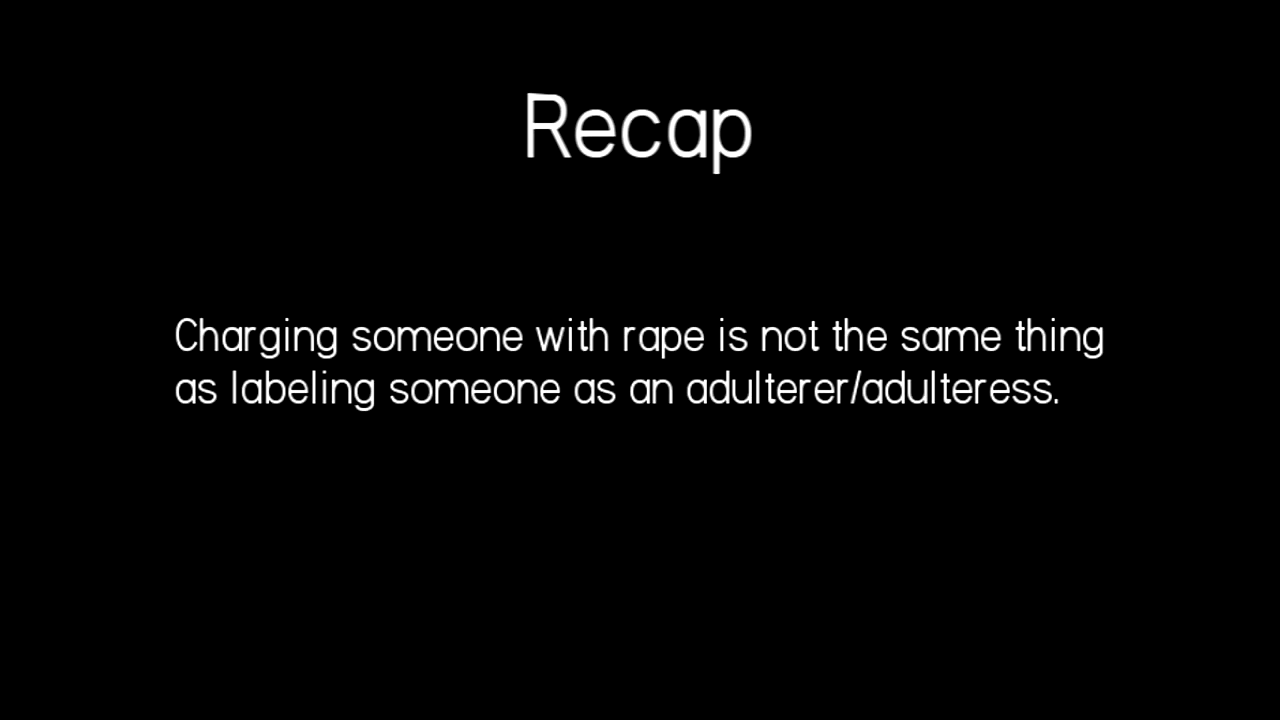 Recap
Charging someone with rape is not the same thing
as labeling someone as an adulterer/adulteress.